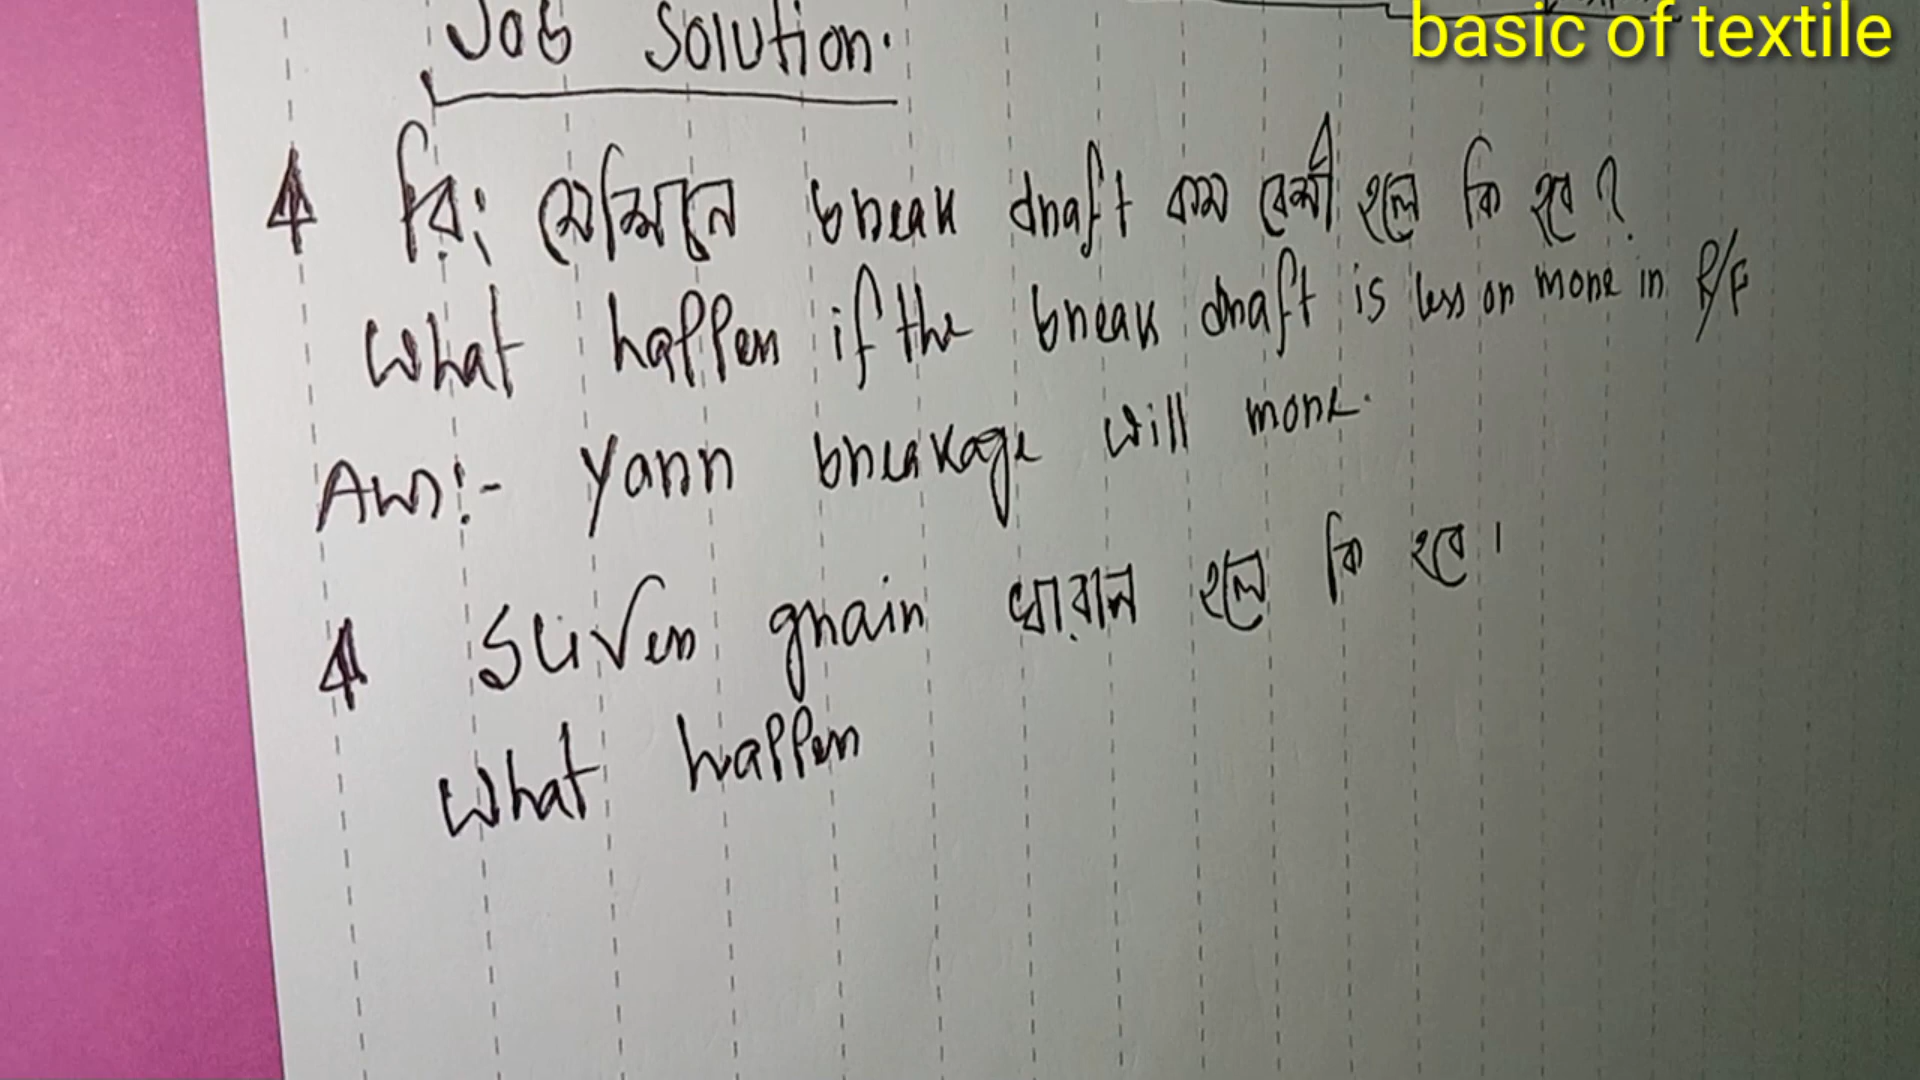 basic of textile
Job Solution.
রি: মেশিনে break draft কম বেশী হলে কি হবে?
What happen if the break draft is less or more in R/F
Ans:- Yarn breakage will more.
Sliver grain খারাপ হলে কি হবে।
What happen